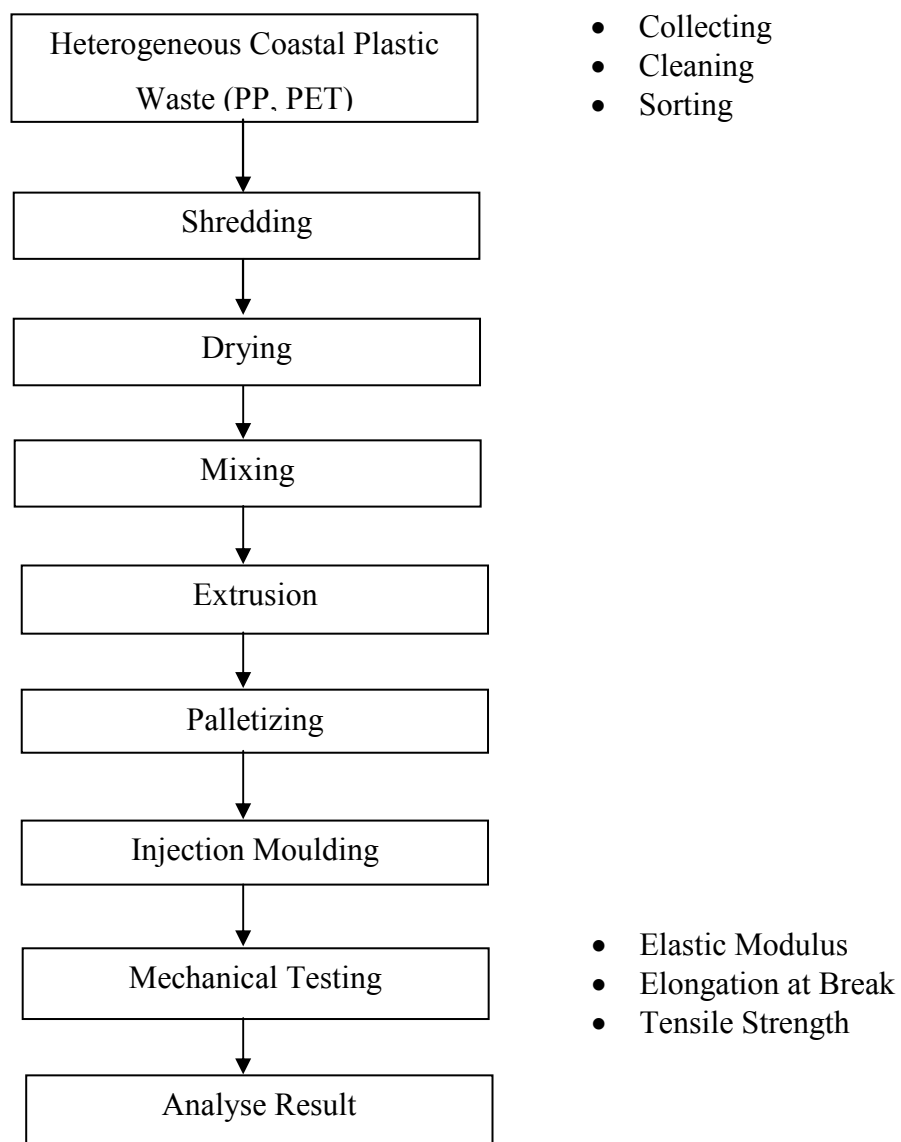 Heterogeneous Coastal Plastic
Waste (PP, PET)
• Collecting
• Cleaning
• Sorting
Shredding
Drying
Mixing
Extrusion
Palletizing
Injection Moulding
Mechanical Testing
• Elastic Modulus
• Elongation at Break
• Tensile Strength
Analyse Result